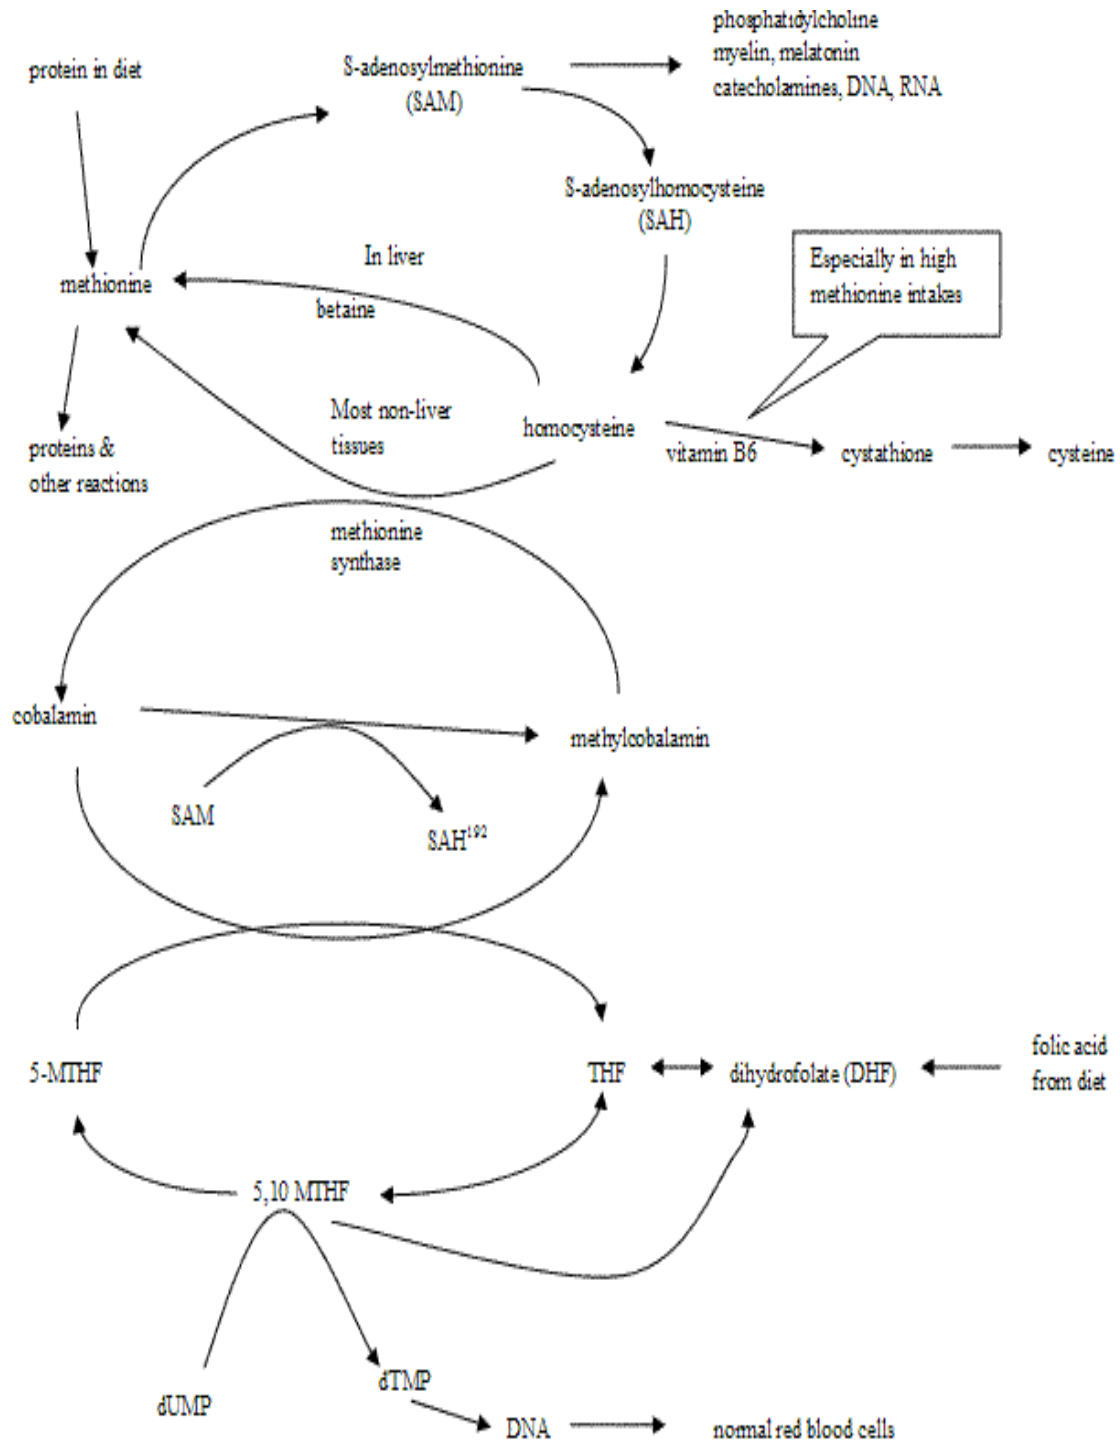 phosphatidylcholine
myelin, melatonin
catecholamines, DNA, RNA
protein in diet
S-adenosylmethionine
(SAM)
S-adenosylhomocysteine
(SAH)
In liver
Especially in high
methionine intakes
methionine
betaine
Most non-liver
tissues
homocysteine
vitamin B6
cystathione
cysteine
proteins &
other reactions
methionine
synthase
cobalamin
methylcobalamin
SAM
SAH192
5-MTHF
THF
dihydrofolate (DHF)
folic acid
from diet
5,10 MTHF
dUMP
dTMP
DNA
normal red blood cells